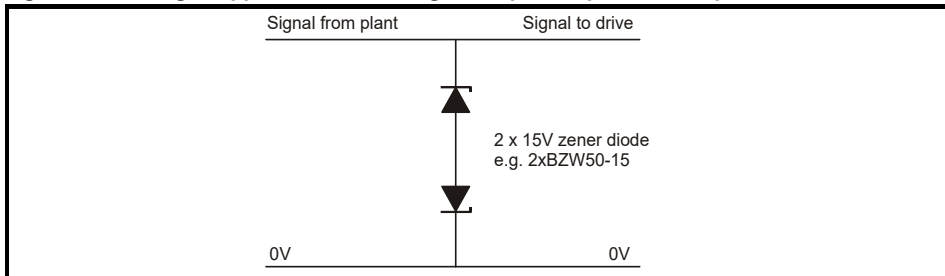 Signal from plant Signal to drive
2 x 15V zener diode
e.g. 2xBZW50-15
0V 0V